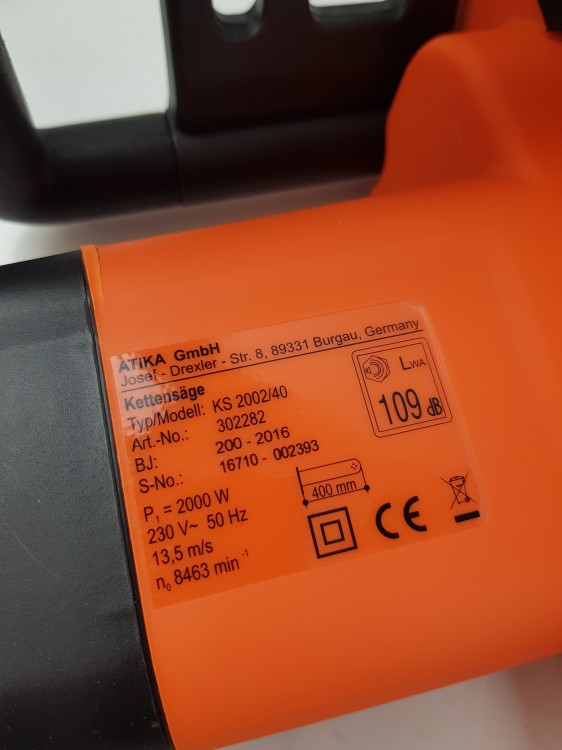 ATIKA GmbH
Josef - Drexler - Str. 8, 89331 Burgau, Germany
Kettensäge
Typ/Modell: KS 2002/40
Art.-No.: 302282
BJ: 200 - 2016
S-No.: 16710 - 002393
LWA
109 dB
P1 = 2000 W
230 V~ 50 Hz
13,5 m/s
n0 8463 min -1
400 mm
CE